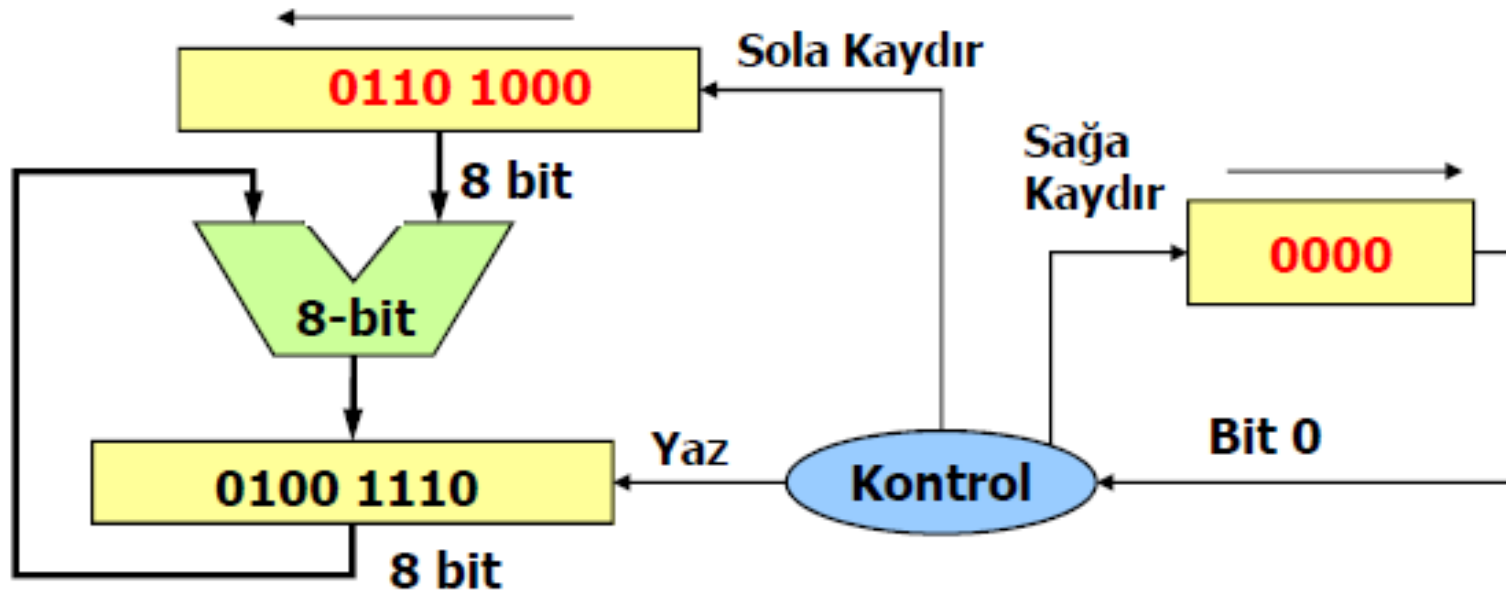 Sola Kaydır
0110 1000
8 bit
Sağa
Kaydır
0000
8-bit
Bit 0
Yaz
Kontrol
0100 1110
8 bit